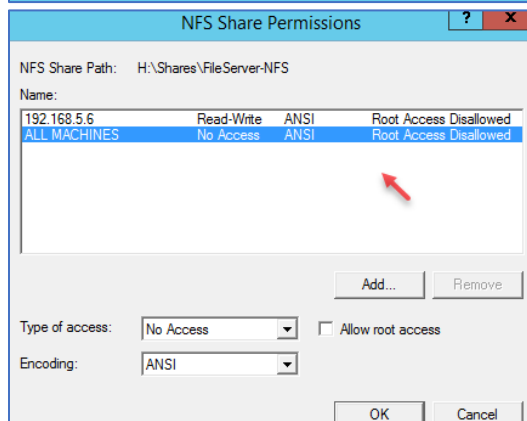 NFS Share Permissions ? x
NFS Share Path: H:\Shares\FileServer-NFS
Name:
192.168.5.6 Read-Write ANSI Root Access Disallowed
ALL MACHINES No Access ANSI Root Access Disallowed
Add... Remove
Type of access: No Access Allow root access
Encoding: ANSI
OK Cancel